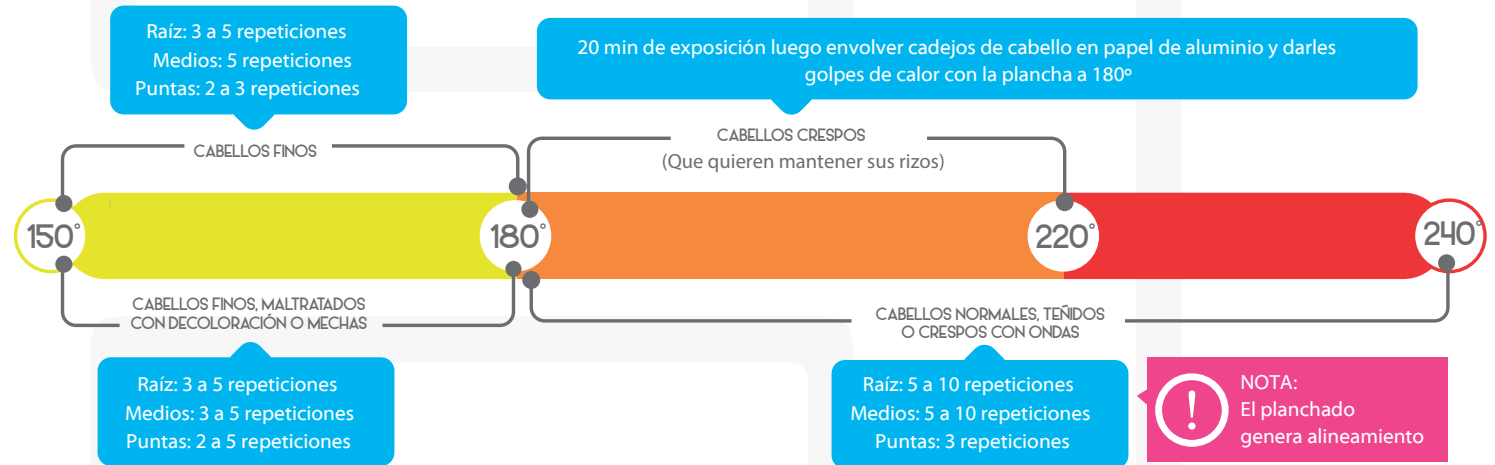 Raíz: 3 a 5 repeticiones
Medios: 5 repeticiones
Puntas: 2 a 3 repeticiones
20 min de exposición luego envolver cadejos de cabello en papel de aluminio y darles
golpes de calor con la plancha a 180º
CABELLOS FINOS
CABELLOS CRESPOS
(Que quieren mantener sus rizos)
150°
180°
220°
240°
CABELLOS FINOS, MALTRATADOS
CON DECOLORACIÓN O MECHAS
CABELLOS NORMALES, TEÑIDOS
O CRESPOS CON ONDAS
Raíz: 3 a 5 repeticiones
Medios: 3 a 5 repeticiones
Puntas: 2 a 5 repeticiones
Raíz: 5 a 10 repeticiones
Medios: 5 a 10 repeticiones
Puntas: 3 repeticiones
!
NOTA:
El planchado
genera alineamiento